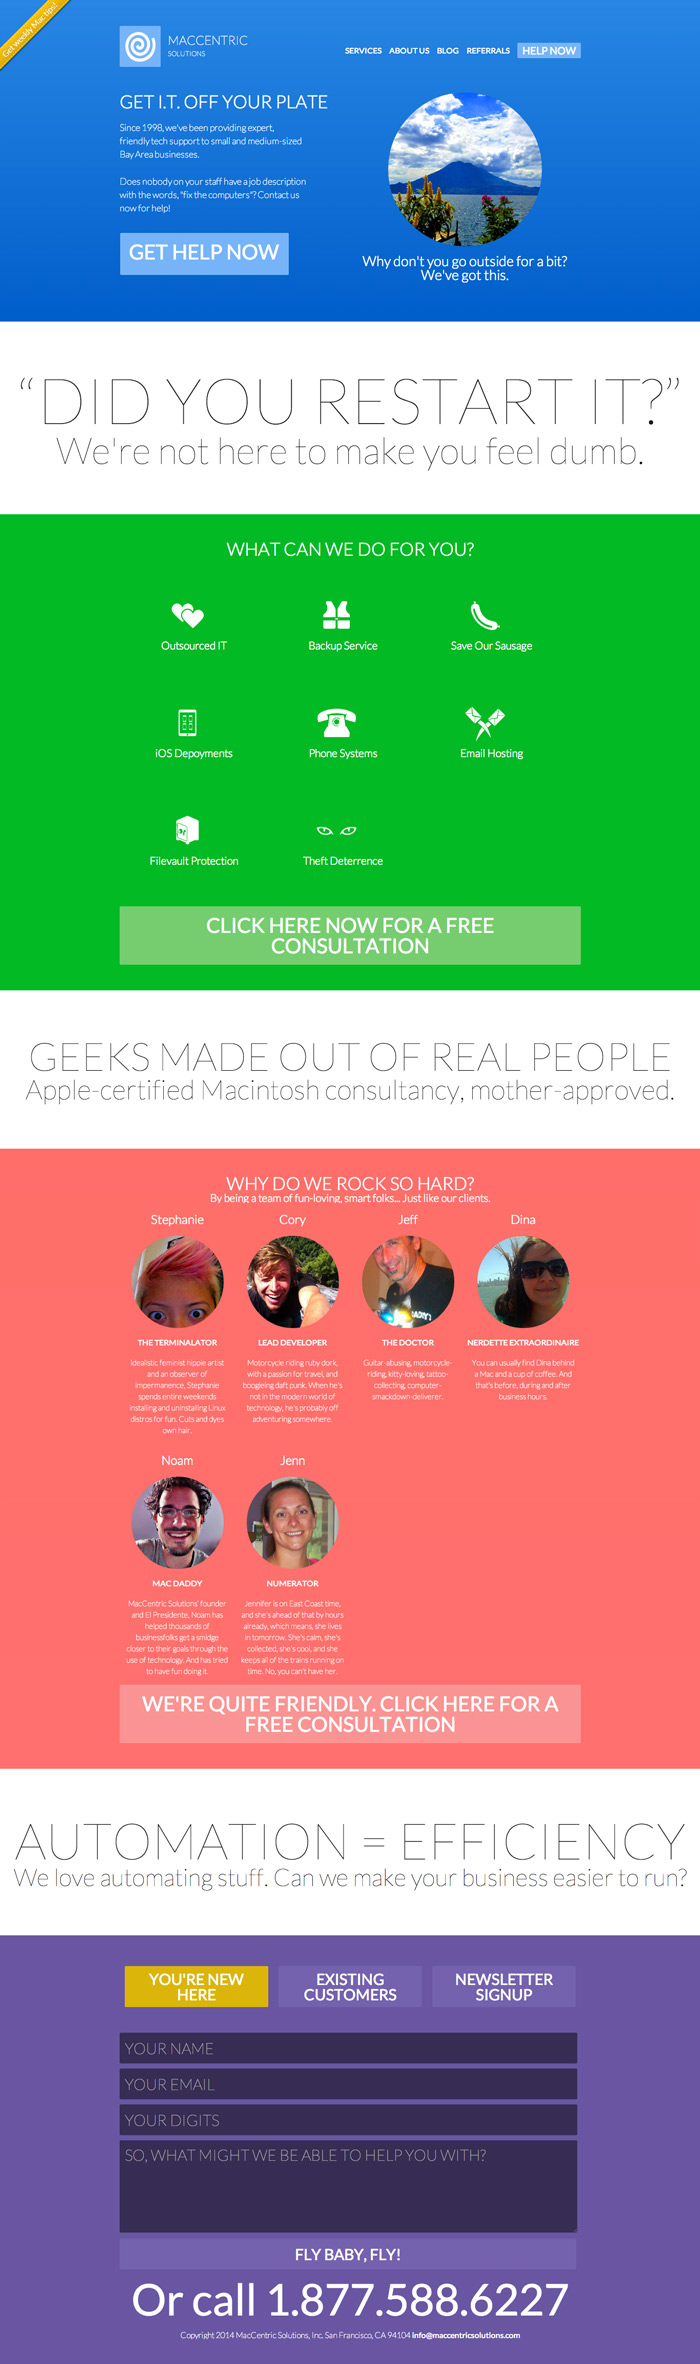 Get weekly Mac tips!
MACCENTRIC
SOLUTIONS
SERVICES ABOUT US BLOG REFERRALS HELP NOW
GET I.T. OFF YOUR PLATE
Since 1998, we've been providing expert,
friendly tech support to small and medium-sized
Bay Area businesses.
Does nobody on your staff have a job description
with the words, "fix the computers"? Contact us
now for help!
GET HELP NOW
Why don't you go outside for a bit?
We've got this.
“DID YOU RESTART IT?”
We're not here to make you feel dumb.
WHAT CAN WE DO FOR YOU?
Outsourced IT
Backup Service
Save Our Sausage
iOS Depoyments
Phone Systems
Email Hosting
Filevault Protection
Theft Deterrence
CLICK HERE NOW FOR A FREE
CONSULTATION
GEEKS MADE OUT OF REAL PEOPLE
Apple-certified Macintosh consultancy, mother-approved.
WHY DO WE ROCK SO HARD?
By being a team of fun-loving, smart folks... Just like our clients.
Stephanie
THE TERMINALATOR
Idealistic feminist hippie artist
and an observer of
impermanence, Stephanie
spends entire weekends
installing and uninstalling Linux
distros for fun. Cuts and dyes
own hair.
Cory
LEAD DEVELOPER
Motorcycle riding ruby dork,
with a passion for travel, and
boogieing daft punk. When he's
not in the modern world of
technology, he's probably off
adventuring somewhere.
Jeff
THE DOCTOR
Guitar-abusing, motorcycle-
riding, kitty-loving, tattoo-
collecting, computer-
smackdown-deliverer.
Dina
NERDETTE EXTRAORDINAIRE
You can usually find Dina behind
a Mac and a cup of coffee. And
that's before, during and after
business hours.
Noam
MAC DADDY
MacCentric Solutions' founder
and El Presidente, Noam has
helped thousands of
businessfolks get a smidge
closer to their goals through the
use of technology. And has tried
to have fun doing it.
Jenn
NUMERATOR
Jennifer is on East Coast time,
and she's ahead of that by hours
already, which means, she lives
in tomorrow. She's calm, she's
collected, she's cool, and she
keeps all of the trains running on
time. No, you can't have her.
WE'RE QUITE FRIENDLY. CLICK HERE FOR A
FREE CONSULTATION
AUTOMATION = EFFICIENCY
We love automating stuff. Can we make your business easier to run?
YOU'RE NEW
HERE
EXISTING
CUSTOMERS
NEWSLETTER
SIGNUP
YOUR NAME
YOUR EMAIL
YOUR DIGITS
SO, WHAT MIGHT WE BE ABLE TO HELP YOU WITH?
FLY BABY, FLY!
Or call 1.877.588.6227
Copyright 2014 MacCentric Solutions, Inc. San Francisco, CA 94104 info@maccentricsolutions.com